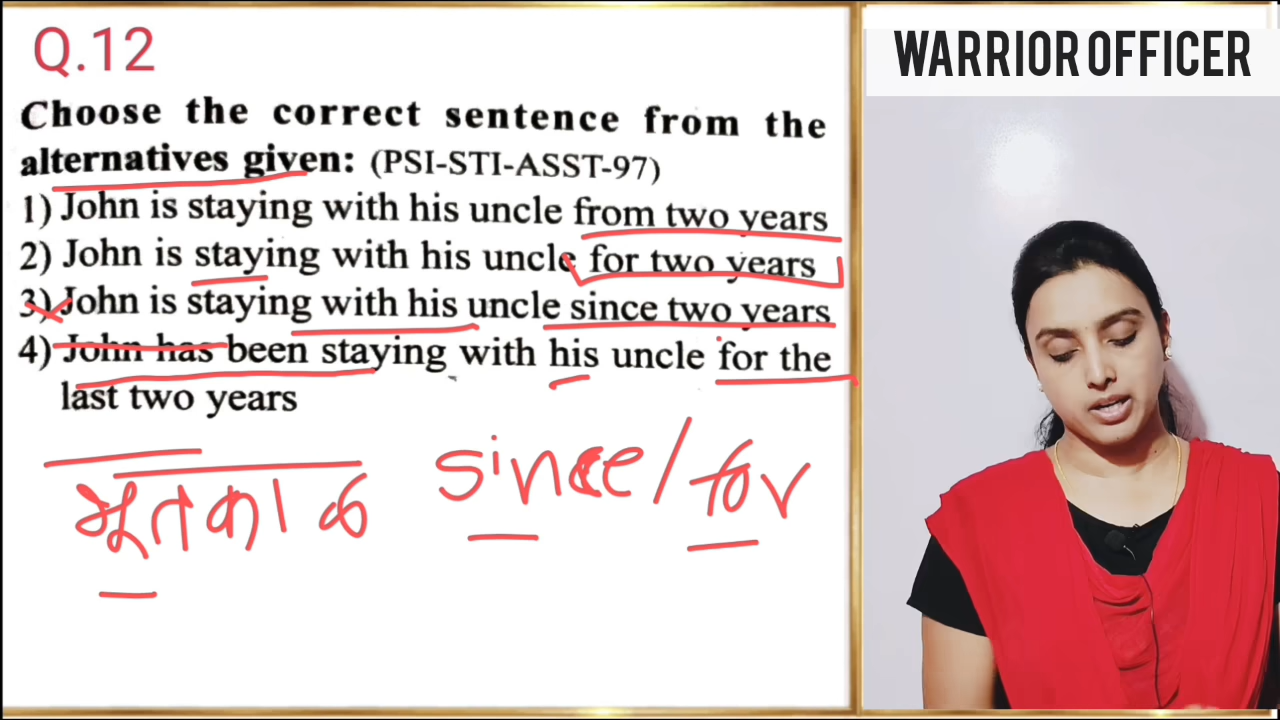 Q.12
WARRIOR OFFICER
Choose the correct sentence from the
alternatives given: (PSI-STI-ASST-97)
1) John is staying with his uncle from two years
2) John is staying with his uncle for two years
3) John is staying with his uncle since two years
4) John has been staying with his uncle for the
last two years
भूतकाळ since/for